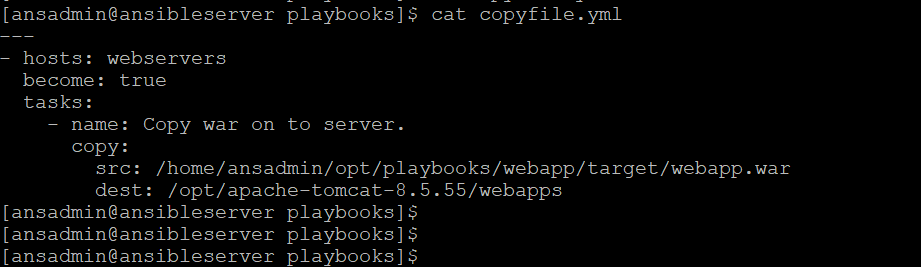 [ansadmin@ansibleserver playbooks]$ cat copyfile.yml
---
- hosts: webservers
  become: true
  tasks:
    - name: Copy war on to server.
      copy:
        src: /home/ansadmin/opt/playbooks/webapp/target/webapp.war
        dest: /opt/apache-tomcat-8.5.55/webapps
[ansadmin@ansibleserver playbooks]$
[ansadmin@ansibleserver playbooks]$
[ansadmin@ansibleserver playbooks]$